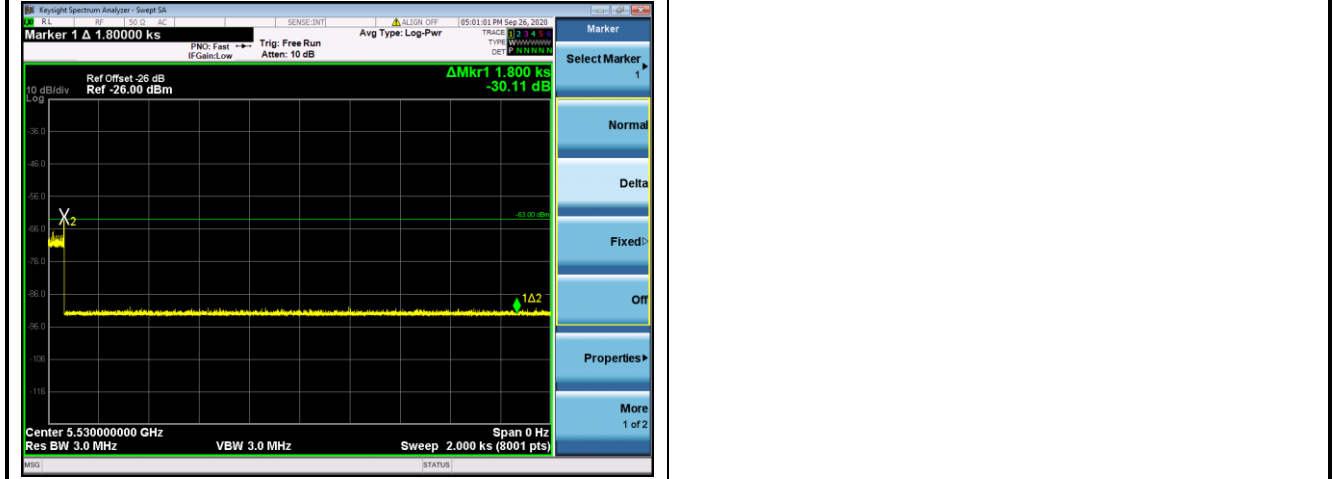 Keysight Spectrum Analyzer - Swept SA
RL RF 50 Ω AC SENSE:INT ALIGN OFF 05:01:01 PM Sep 26, 2020
Marker 1 Δ 1.80000 ks
PNO: Fast
IFGain:Low
Trig: Free Run
Atten: 10 dB
Avg Type: Log-Pwr
TRACE 1 2 3 4 5 6
TYPE WWWWWW
DET P NNNNN
Ref Offset -26 dB
10 dB/div Ref -26.00 dBm
Log
ΔMkr1 1.800 ks
-30.11 dB
-36.0
-46.0
-56.0
-63.00 dBm
2
-66.0
-76.0
-86.0
1Δ2
-96.0
-106
-116
Center 5.530000000 GHz Span 0 Hz
Res BW 3.0 MHz VBW 3.0 MHz Sweep 2.000 ks (8001 pts)
MSG STATUS
Marker
Select Marker
1
Normal
Delta
Fixed
Off
Properties
More
1 of 2